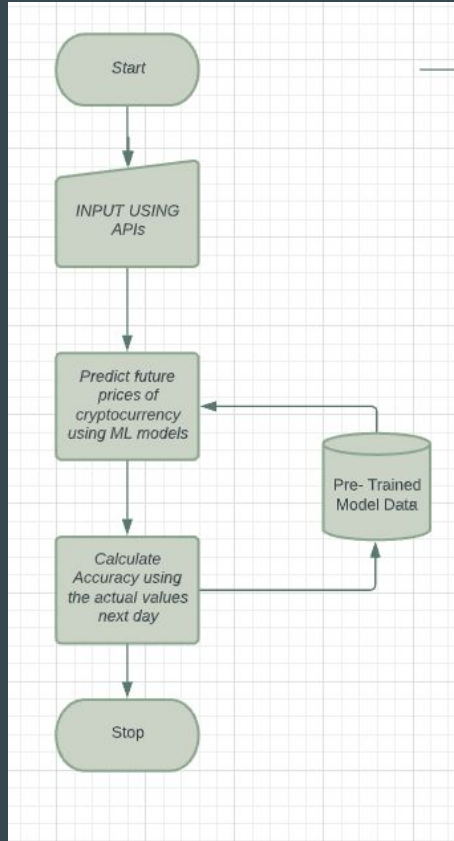 Start
INPUT USING
APIs
Predict future
prices of
cryptocurrency
using ML models
Pre- Trained
Model Data
Calculate
Accuracy using
the actual values
next day
Stop